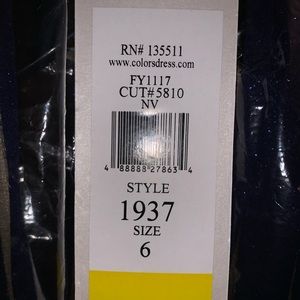 RN# 135511
www.colorsdress.com
FY1117
CUT#5810
NV
4 88888 27863 4
STYLE
1937
SIZE
6